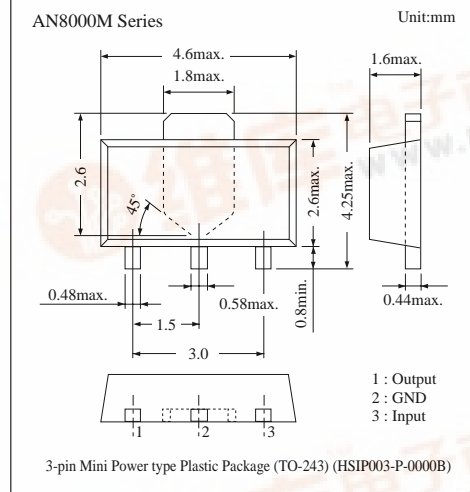 AN8000M Series
Unit:mm
4.6max.
1.8max.
1.6max.
2.6
45°
2.6max.
4.25max.
0.48max.
0.58max.
0.8min.
0.44max.
1.5
3.0
1 2 3
1 : Output
2 : GND
3 : Input
3-pin Mini Power type Plastic Package (TO-243) (HSIP003-P-0000B)